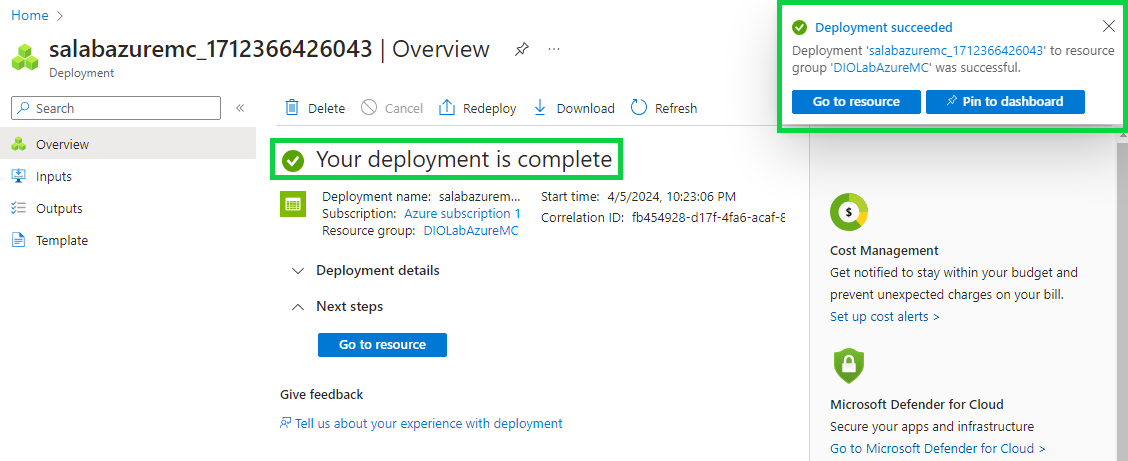 Home >
salabazuremc_1712366426043 | Overview
Deployment
Search
Overview
Inputs
Outputs
Template
Delete Cancel Redeploy Download Refresh
Your deployment is complete
Deployment name: salabazurem...
Subscription: Azure subscription 1
Resource group: DIOLabAzureMC
Start time: 4/5/2024, 10:23:06 PM
Correlation ID: fb454928-d17f-4fa6-acaf-8
Deployment details
Next steps
Go to resource
Give feedback
Tell us about your experience with deployment
Deployment succeeded
Deployment 'salabazuremc_1712366426043' to resource
group 'DIOLabAzureMC' was successful.
Go to resource
Pin to dashboard
Cost Management
Get notified to stay within your budget and
prevent unexpected charges on your bill.
Set up cost alerts >
Microsoft Defender for Cloud
Secure your apps and infrastructure
Go to Microsoft Defender for Cloud >